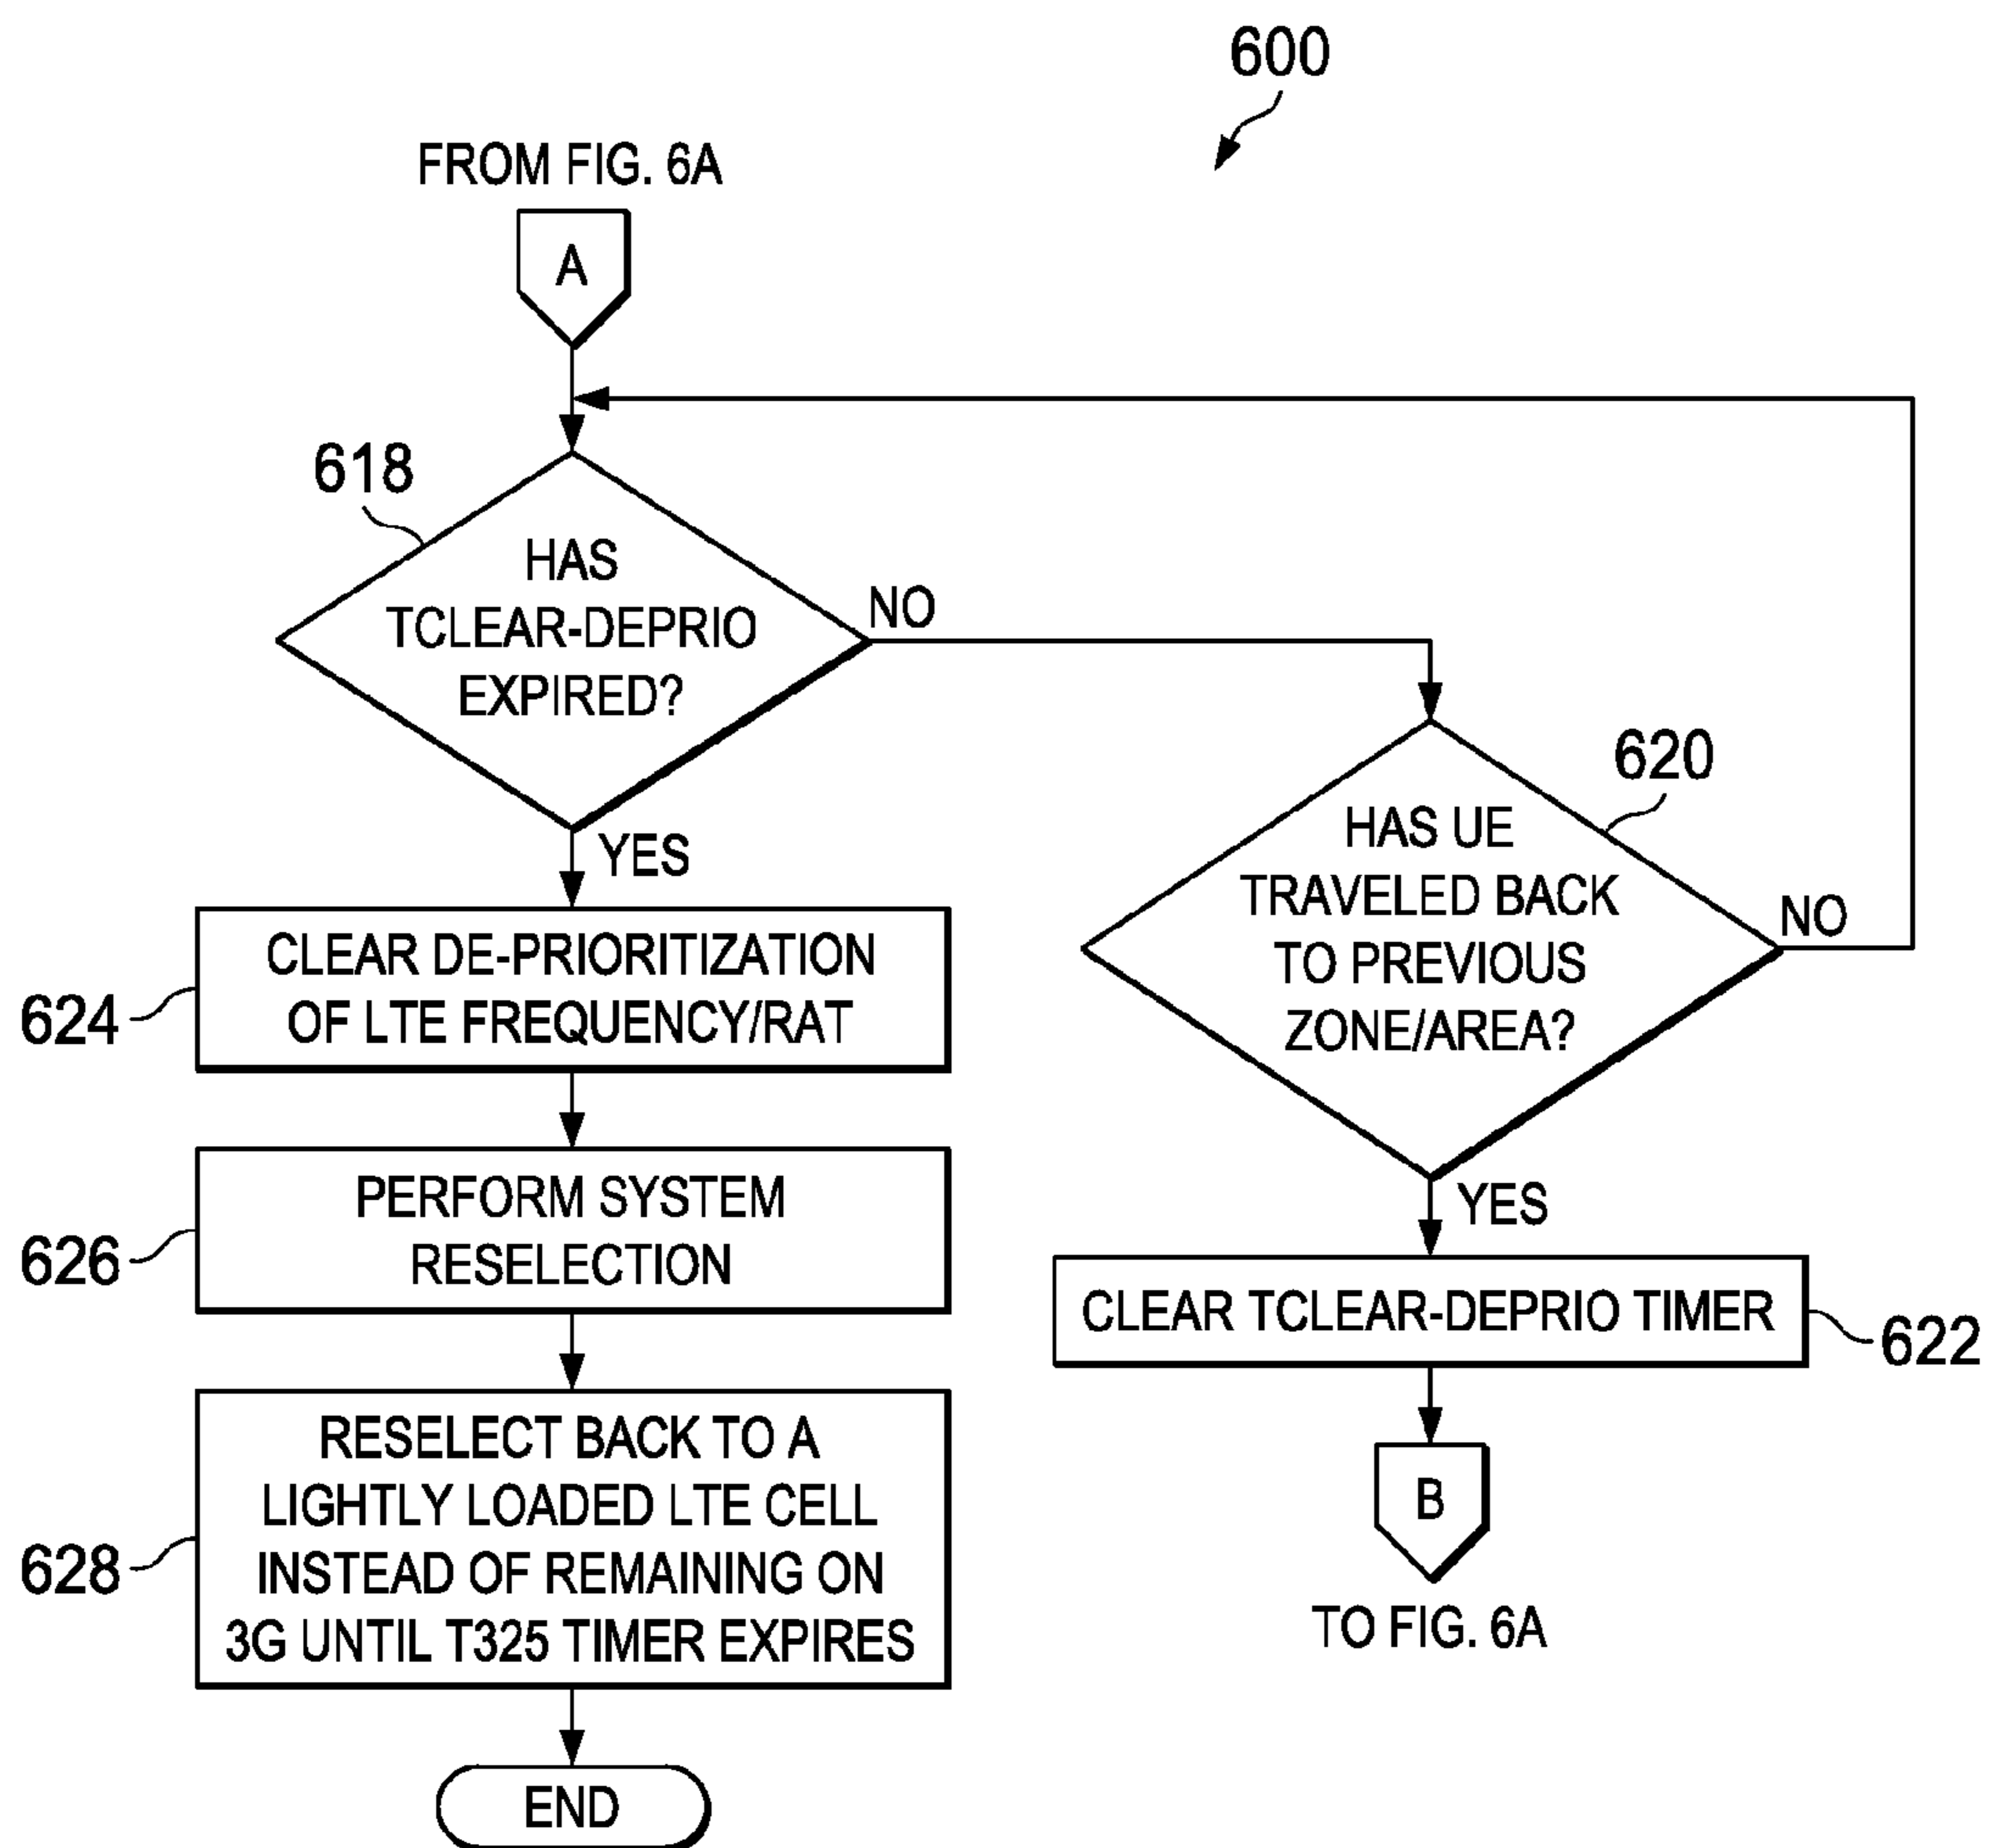 600
FROM FIG. 6A
A
618
HAS
TCLEAR-DEPRIO
EXPIRED?
NO
YES
620
HAS UE
TRAVELED BACK
TO PREVIOUS
ZONE/AREA?
NO
YES
624
CLEAR DE-PRIORITIZATION
OF LTE FREQUENCY/RAT
626
PERFORM SYSTEM
RESELECTION
CLEAR TCLEAR-DEPRIO TIMER
622
628
RESELECT BACK TO A
LIGHTLY LOADED LTE CELL
INSTEAD OF REMAINING ON
3G UNTIL T325 TIMER EXPIRES
B
TO FIG. 6A
END